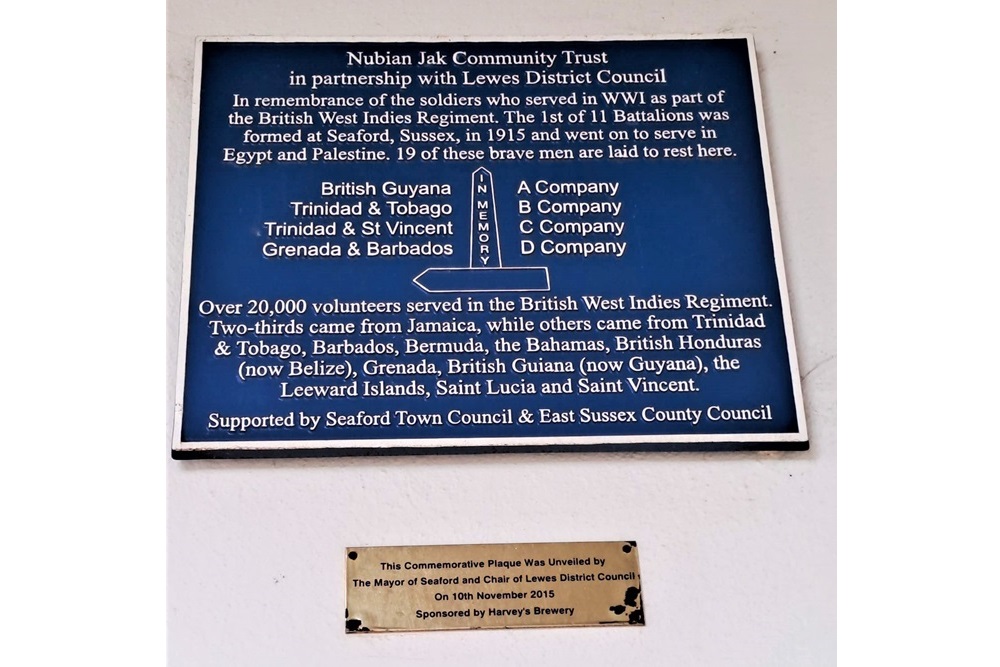 Nubian Jak Community Trust
in partnership with Lewes District Council
In remembrance of the soldiers who served in WWI as part of
the British West Indies Regiment. The 1st of 11 Battalions was
formed at Seaford, Sussex, in 1915 and went on to serve in
Egypt and Palestine. 19 of these brave men are laid to rest here.
British Guyana A Company
Trinidad & Tobago B Company
Trinidad & St Vincent C Company
Grenada & Barbados D Company
IN MEMORY
Over 20,000 volunteers served in the British West Indies Regiment.
Two-thirds came from Jamaica, while others came from Trinidad
& Tobago, Barbados, Bermuda, the Bahamas, British Honduras
(now Belize), Grenada, British Guiana (now Guyana), the
Leeward Islands, Saint Lucia and Saint Vincent.
Supported by Seaford Town Council & East Sussex County Council
This Commemorative Plaque Was Unveiled by
The Mayor of Seaford and Chair of Lewes District Council
On 10th November 2015
Sponsored by Harvey's Brewery